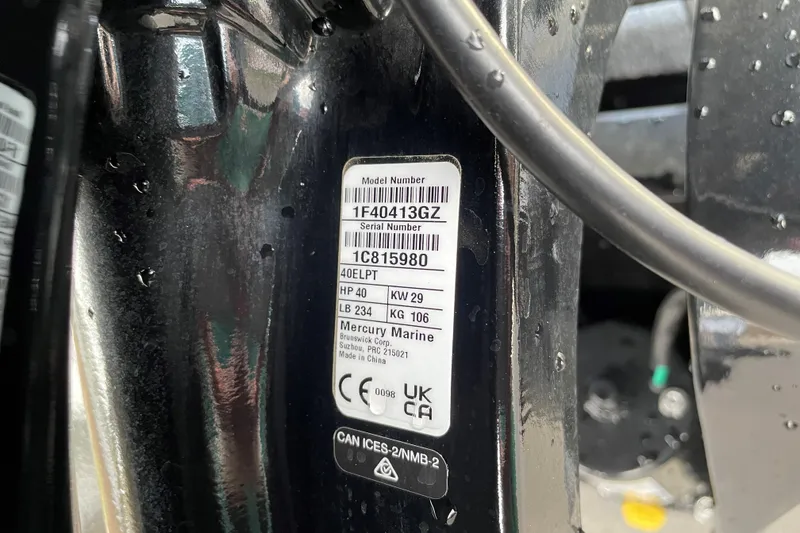 Model Number
1F40413GZ
Serial Number
1C815980
40ELPT
HP 40 KW 29
LB 234 KG 106
Mercury Marine
Brunswick Corp.
Suzhou, PRC 215021
Made in China
CE 0098 UK
CA
CAN ICES-2/NMB-2